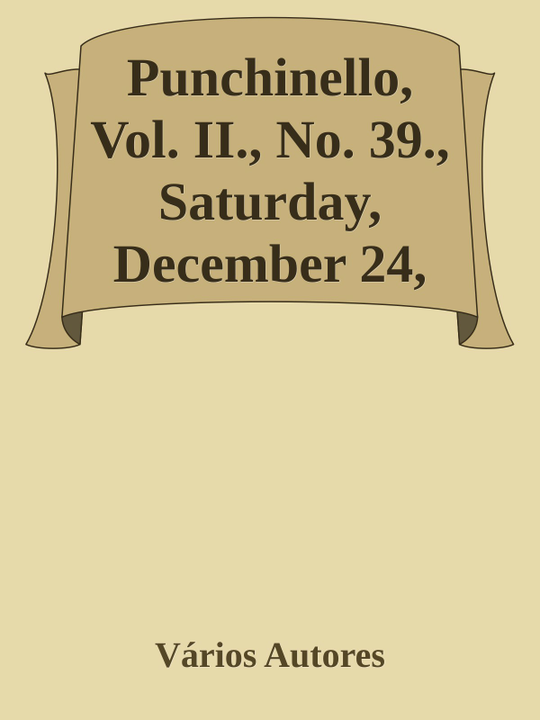 Punchinello,
Vol. II., No. 39.,
Saturday,
December 24,
Vários Autores